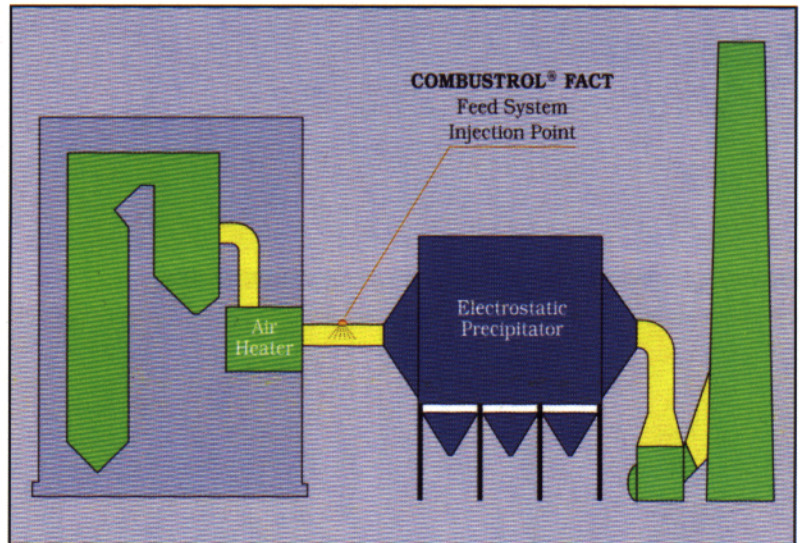 COMBUSTROL® FACT
Feed System
Injection Point
Air
Heater
Electrostatic
Precipitator